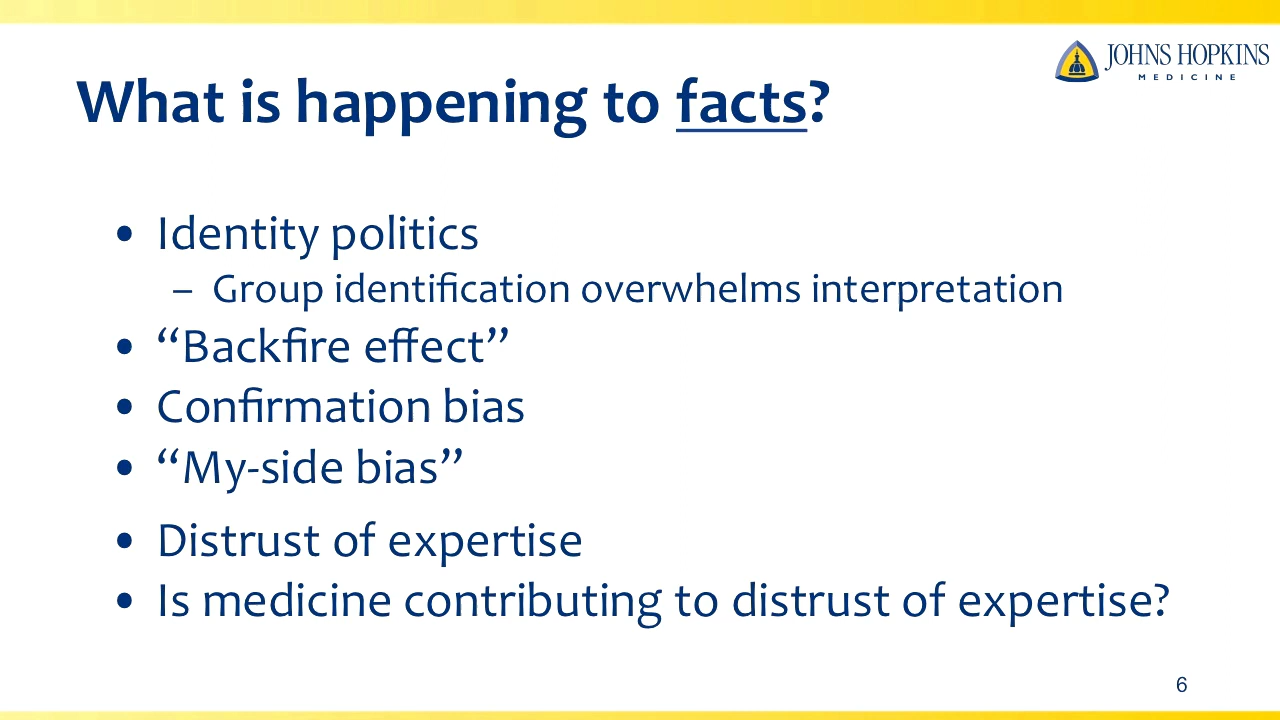 JOHNS HOPKINS
MEDICINE
What is happening to facts?
• Identity politics
– Group identification overwhelms interpretation
• “Backfire effect”
• Confirmation bias
• “My-side bias”
• Distrust of expertise
• Is medicine contributing to distrust of expertise?
6